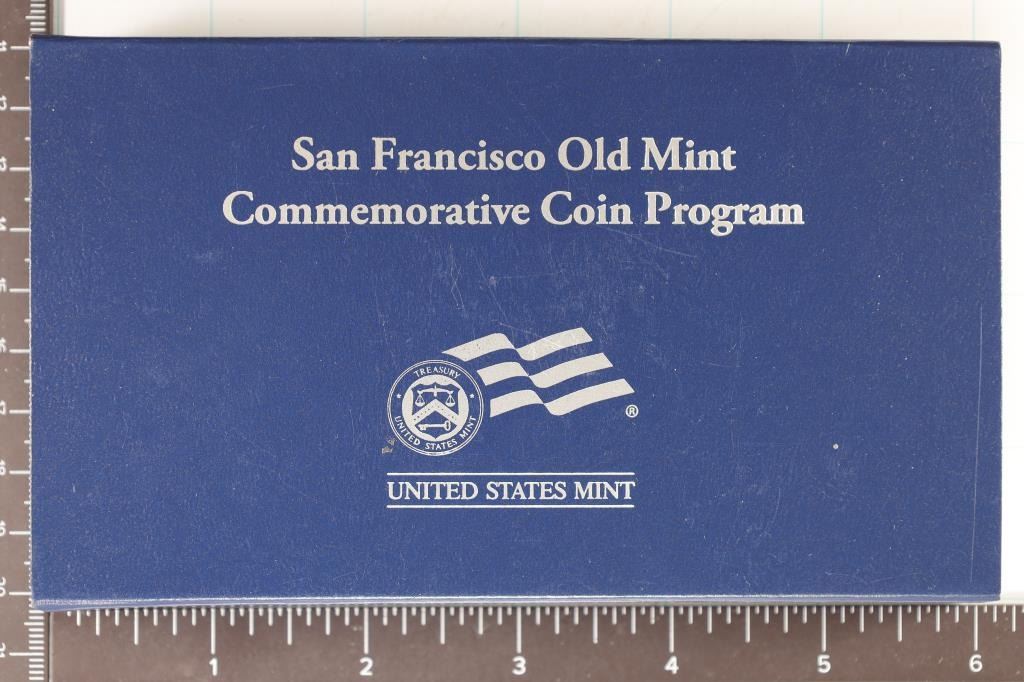 San Francisco Old Mint
Commemorative Coin Program
TREASURY
UNITED STATES MINT
®
UNITED STATES MINT
1 2 3 4 5 6